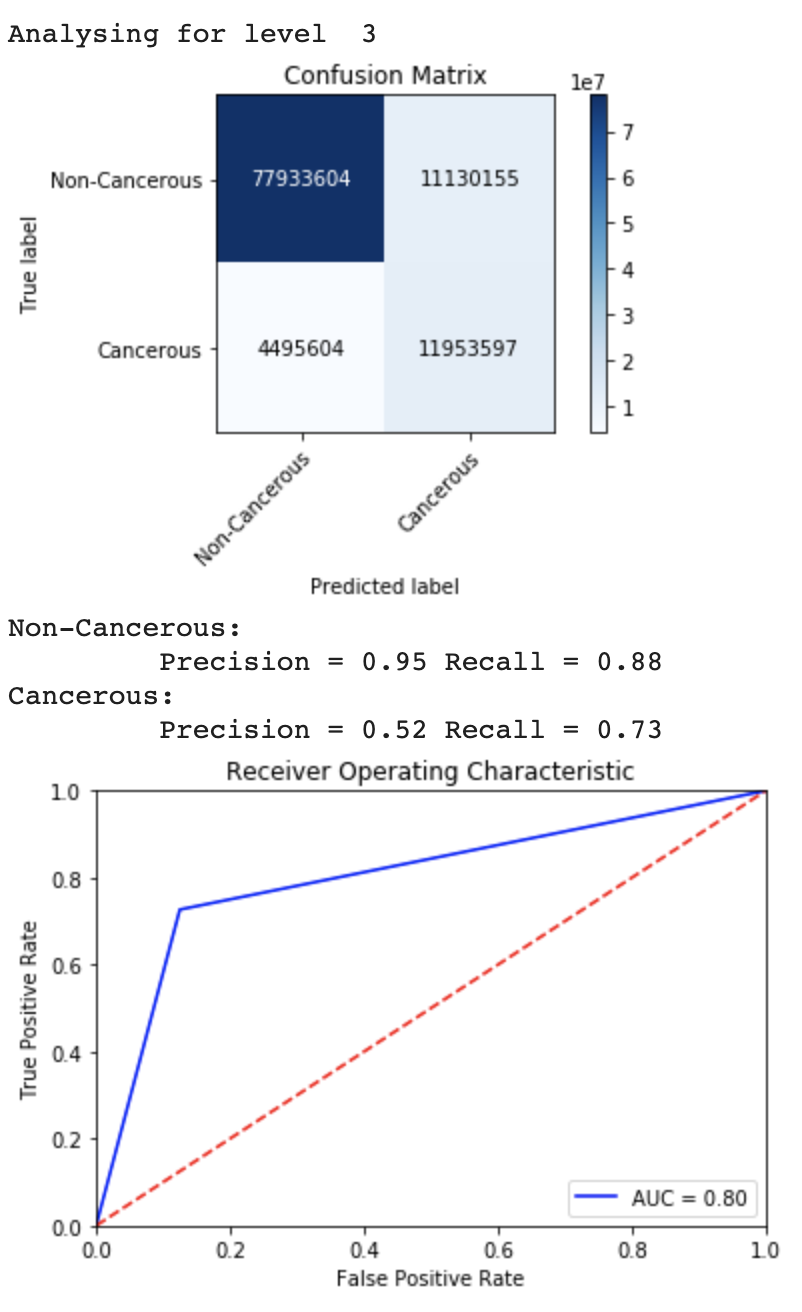 Analysing for level  3
Confusion Matrix
1e7
Non-Cancerous
77933604
11130155
7
6
5
4
3
2
1
True label
Cancerous
4495604
11953597
Non-Cancerous
Cancerous
Predicted label
Non-Cancerous:
Precision = 0.95 Recall = 0.88
Cancerous:
Precision = 0.52 Recall = 0.73
Receiver Operating Characteristic
1.0
0.8
0.6
0.4
0.2
0.0
True Positive Rate
AUC = 0.80
0.0
0.2
0.4
0.6
0.8
1.0
False Positive Rate